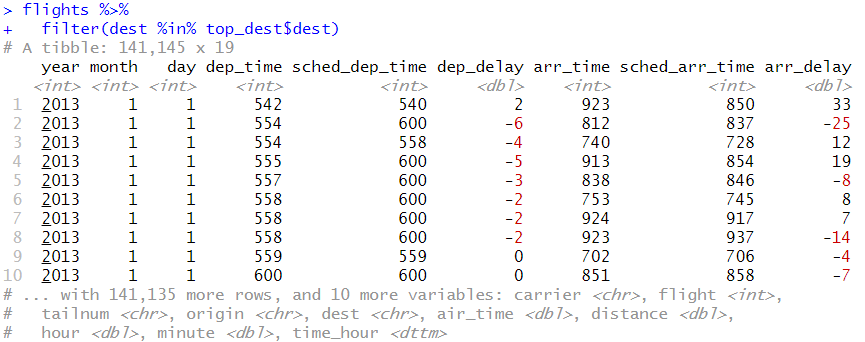 > flights %>%
+   filter(dest %in% top_dest$dest)
# A tibble: 141,145 x 19
    year month   day dep_time sched_dep_time dep_delay arr_time sched_arr_time arr_delay
   <int> <int> <int>    <int>          <int>     <dbl>    <int>          <int>     <dbl>
 1  2013     1     1      542            540         2      923            850        33
 2  2013     1     1      554            600        -6      812            837       -25
 3  2013     1     1      554            558        -4      740            728        12
 4  2013     1     1      555            600        -5      913            854        19
 5  2013     1     1      557            600        -3      838            846        -8
 6  2013     1     1      558            600        -2      753            745         8
 7  2013     1     1      558            600        -2      924            917         7
 8  2013     1     1      558            600        -2      923            937       -14
 9  2013     1     1      559            559         0      702            706        -4
10  2013     1     1      600            600         0      851            858        -7
# ... with 141,135 more rows, and 10 more variables: carrier <chr>, flight <int>,
#   tailnum <chr>, origin <chr>, dest <chr>, air_time <dbl>, distance <dbl>,
#   hour <dbl>, minute <dbl>, time_hour <dttm>